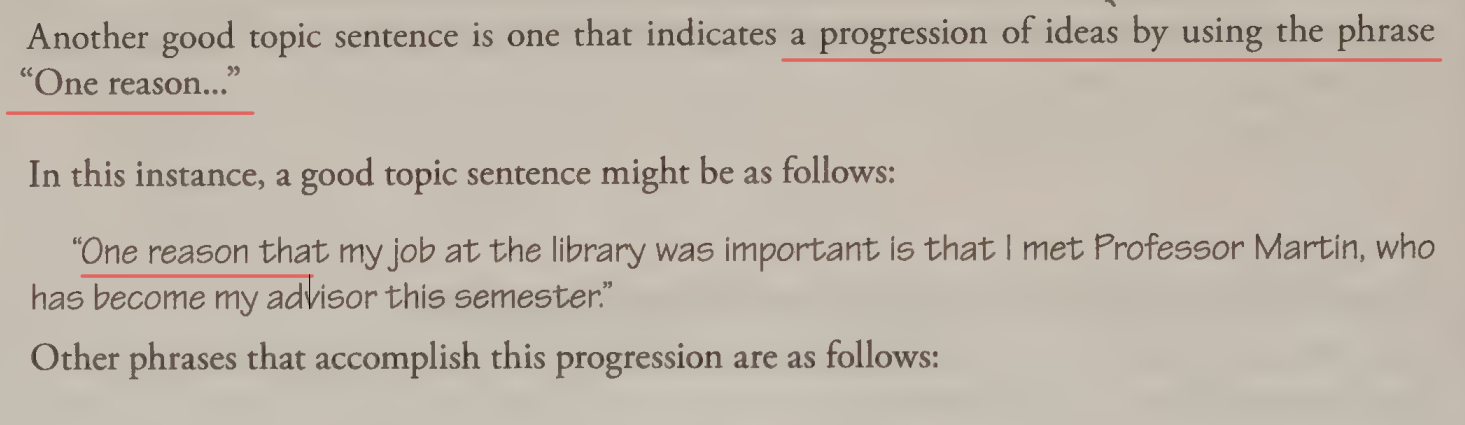 Another good topic sentence is one that indicates a progression of ideas by using the phrase
“One reason...”
In this instance, a good topic sentence might be as follows:
“One reason that my job at the library was important is that I met Professor Martin, who
has become my advisor this semester.”
Other phrases that accomplish this progression are as follows: